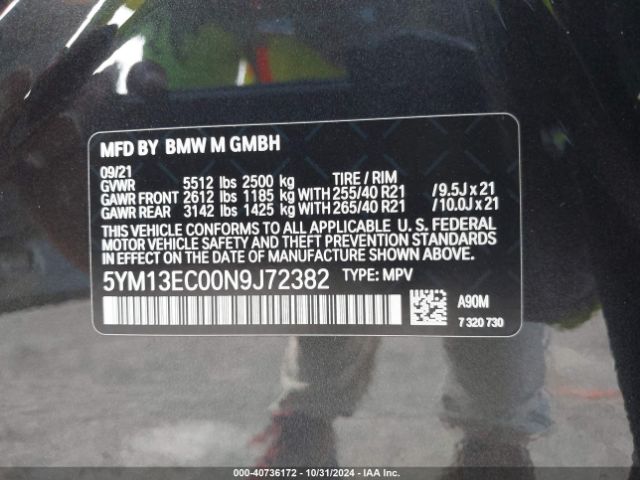 MFD BY BMW M GMBH
09/21
GVWR 5512 lbs 2500 kg TIRE / RIM
GAWR FRONT 2612 lbs 1185 kg WITH 255/40 R21 /9.5J x 21
GAWR REAR 3142 lbs 1425 kg WITH 265/40 R21 /10.0J x 21
THIS VEHICLE CONFORMS TO ALL APPLICABLE U. S. FEDERAL
MOTOR VEHICLE SAFETY AND THEFT PREVENTION STANDARDS
IN EFFECT ON THE DATE OF MANUFACTURE SHOWN ABOVE.
5YM13EC00N9J72382 TYPE: MPV
A90M
7 320 730
000-40736172 - 10/31/2024 - IAA Inc.